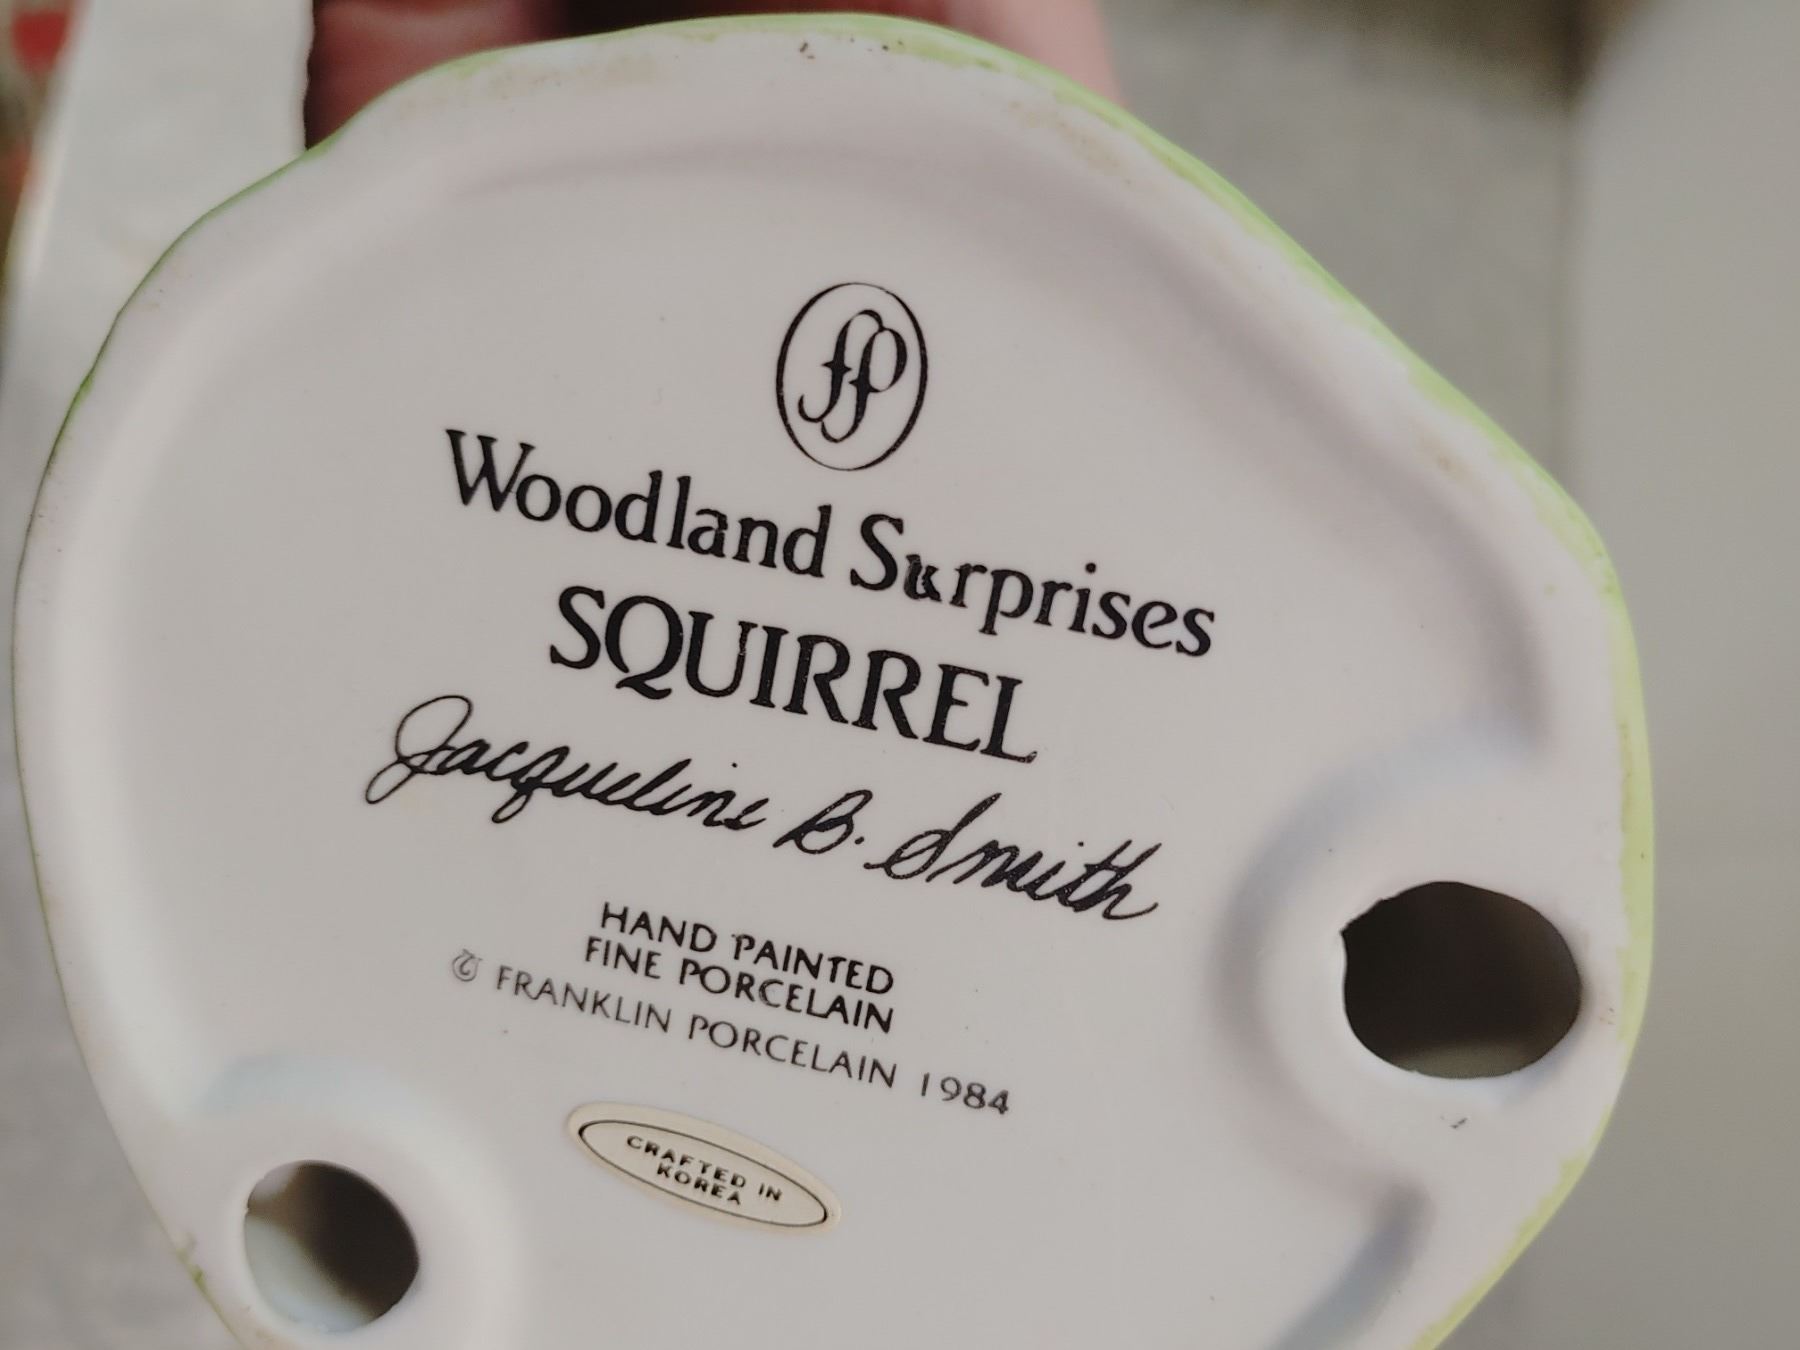 fp
Woodland Surprises
SQUIRREL
Jacqueline B. Smith
HAND PAINTED
FINE PORCELAIN
© FRANKLIN PORCELAIN 1984
CRAFTED IN
KOREA